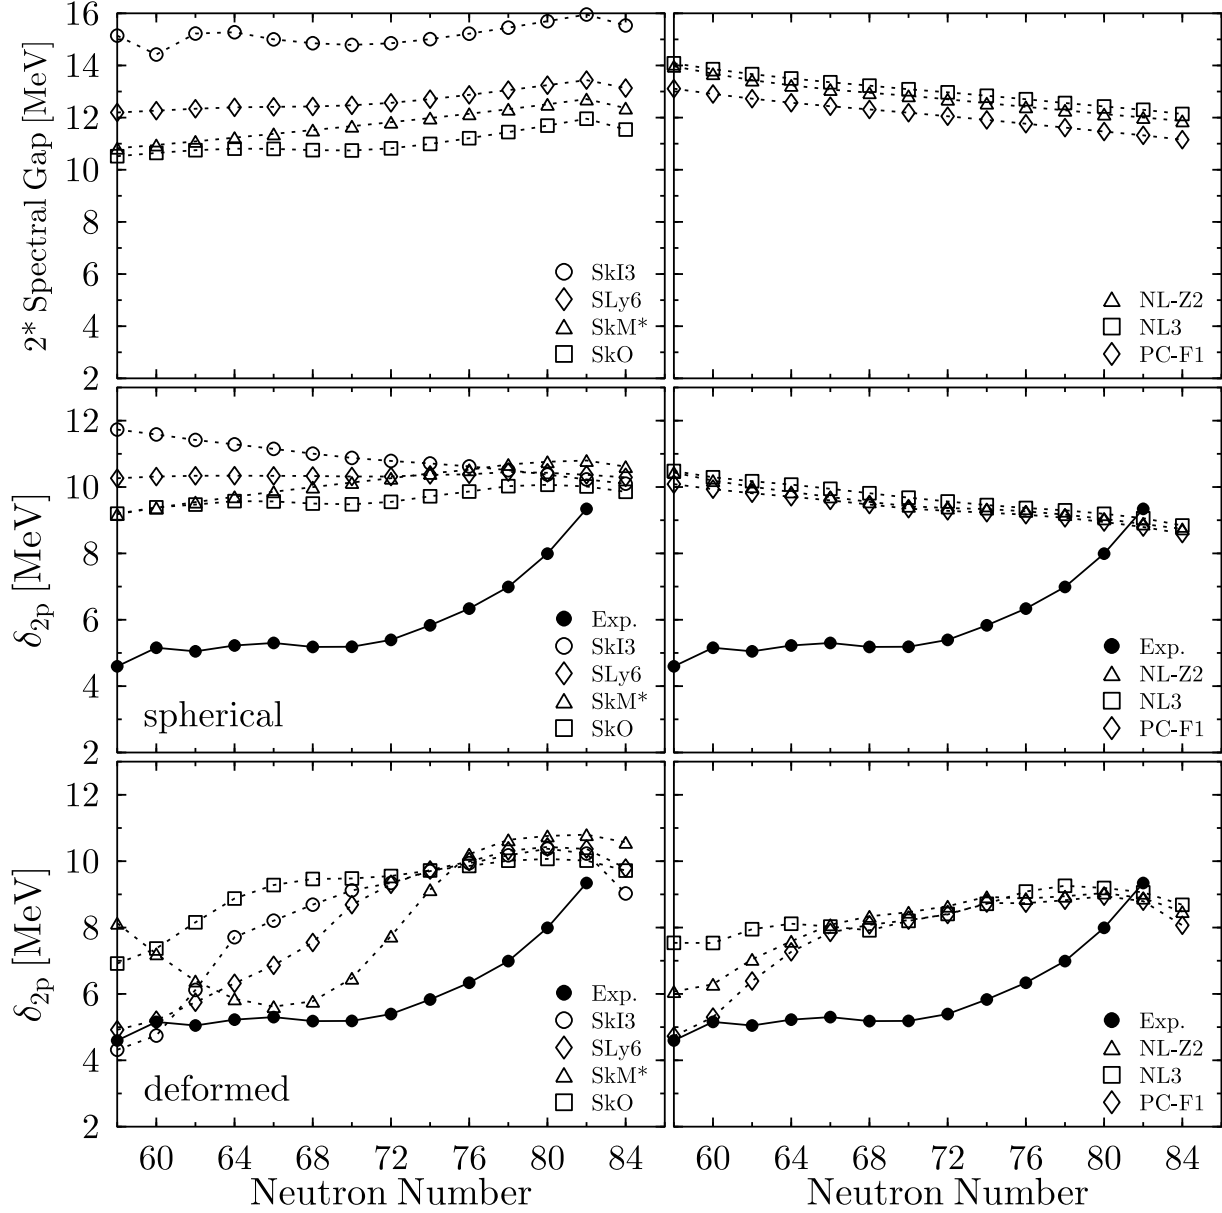 2* Spectral Gap [MeV]
16
14
12
10
8
6
4
2
SkI3
SLy6
SkM*
SkO
NL-Z2
NL3
PC-F1
δ2p [MeV]
12
10
8
6
4
2
spherical
Exp.
SkI3
SLy6
SkM*
SkO
Exp.
NL-Z2
NL3
PC-F1
δ2p [MeV]
12
10
8
6
4
2
deformed
Exp.
SkI3
SLy6
SkM*
SkO
Exp.
NL-Z2
NL3
PC-F1
60 64 68 72 76 80 84
60 64 68 72 76 80 84
Neutron Number
Neutron Number